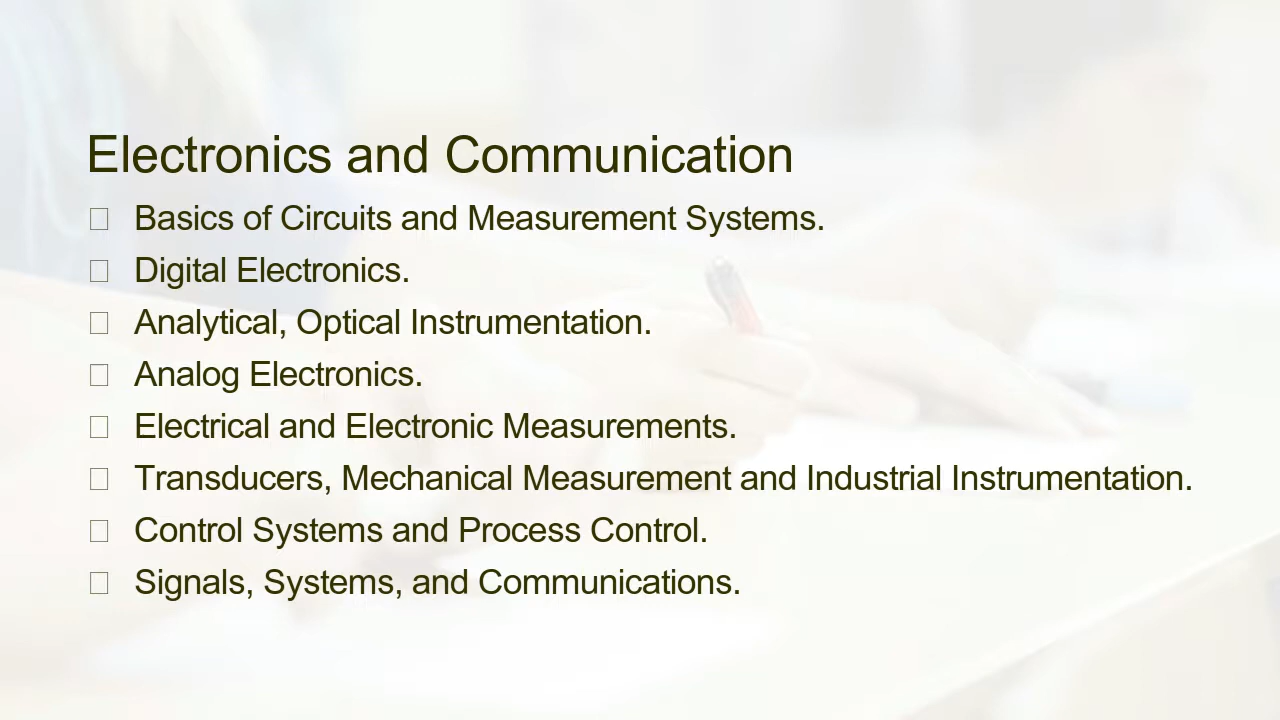 Electronics and Communication
Basics of Circuits and Measurement Systems.
Digital Electronics.
Analytical, Optical Instrumentation.
Analog Electronics.
Electrical and Electronic Measurements.
Transducers, Mechanical Measurement and Industrial Instrumentation.
Control Systems and Process Control.
Signals, Systems, and Communications.